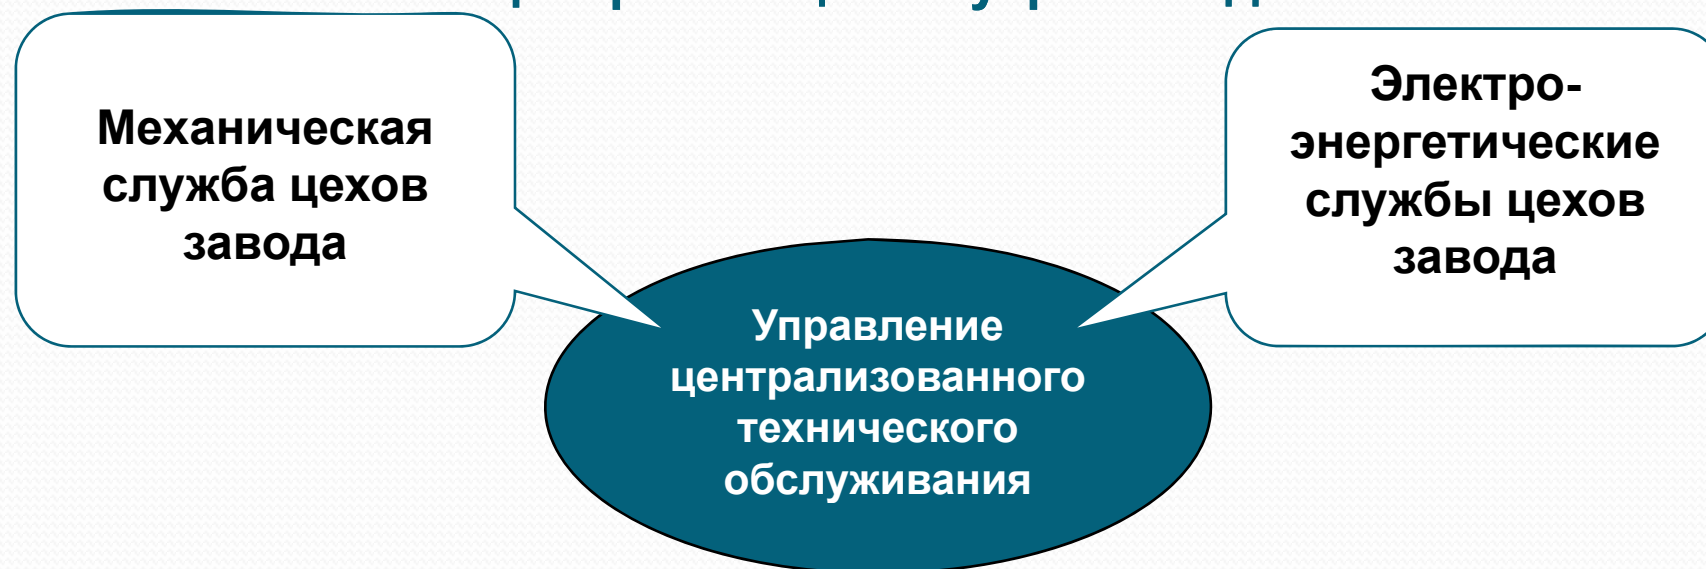 Механическая
служба цехов
завода
Электро-
энергетические
службы цехов
завода
Управление
централизованного
технического
обслуживания